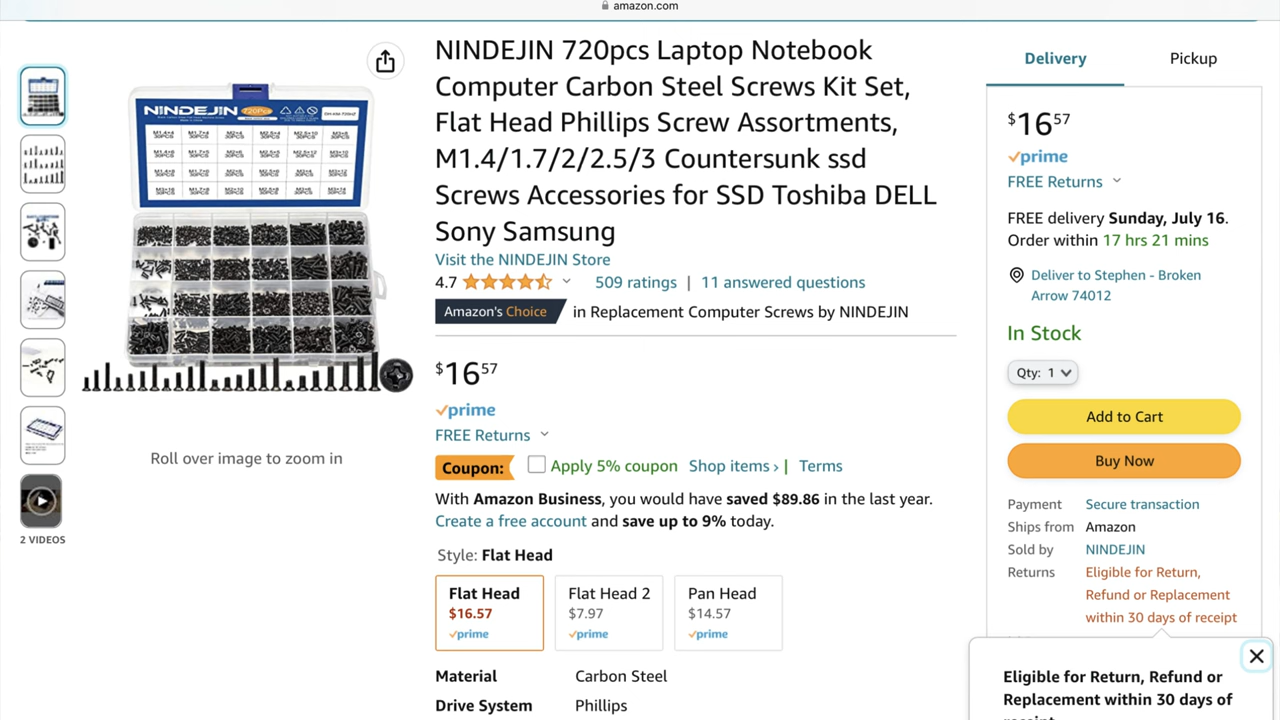 amazon.com
NINDEJIN 720pcs Laptop Notebook
Computer Carbon Steel Screws Kit Set,
Flat Head Phillips Screw Assortments,
M1.4/1.7/2/2.5/3 Countersunk ssd
Screws Accessories for SSD Toshiba DELL
Sony Samsung
Visit the NINDEJIN Store
4.7 509 ratings | 11 answered questions
Amazon's Choice in Replacement Computer Screws by NINDEJIN
$16 57
prime
FREE Returns
Coupon: Apply 5% coupon Shop items › | Terms
With Amazon Business, you would have saved $89.86 in the last year.
Create a free account and save up to 9% today.
Style: Flat Head
Flat Head Flat Head 2 Pan Head
$16.57 $7.97 $14.57
prime prime prime
Material Carbon Steel
Drive System Phillips
NINDEJIN 720Pcs
Roll over image to zoom in
2 VIDEOS
Delivery Pickup
$16 57
prime
FREE Returns
FREE delivery Sunday, July 16.
Order within 17 hrs 21 mins
Deliver to Stephen - Broken
Arrow 74012
In Stock
Qty: 1
Add to Cart
Buy Now
Payment Secure transaction
Ships from Amazon
Sold by NINDEJIN
Returns Eligible for Return,
Refund or Replacement
within 30 days of receipt
Eligible for Return, Refund or
Replacement within 30 days of